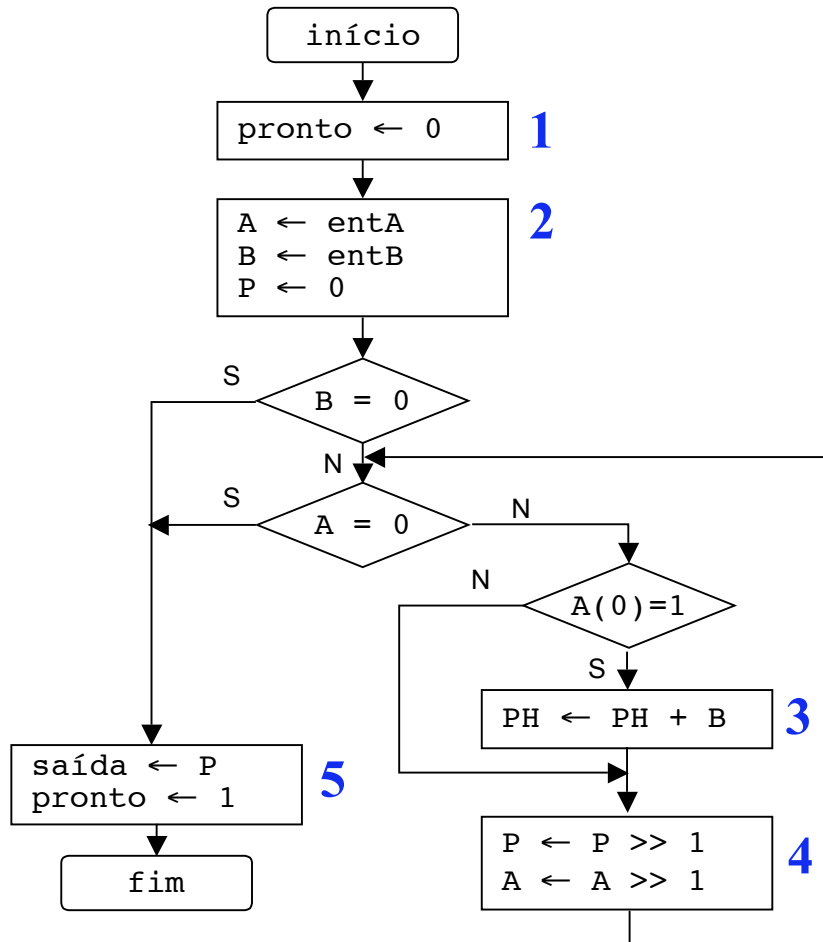 início
pronto ← 0
1
A ← entA
B ← entB
P ← 0
2
S
B = 0
N
S
A = 0
N
N
A(0)=1
S
PH ← PH + B
3
saída ← P
pronto ← 1
5
P ← P >> 1
A ← A >> 1
4
fim